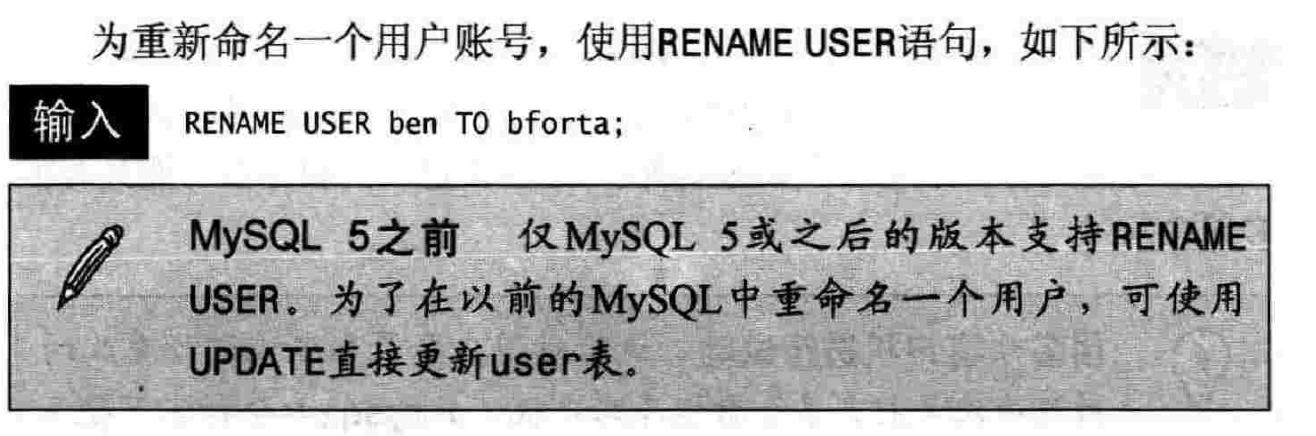 为重新命名一个用户账号，使用RENAME USER语句，如下所示：
输入 RENAME USER ben TO bforta;
MySQL 5之前 仅MySQL 5或之后的版本支持RENAME
USER。为了在以前的MySQL中重命名一个用户，可使用
UPDATE直接更新user表。